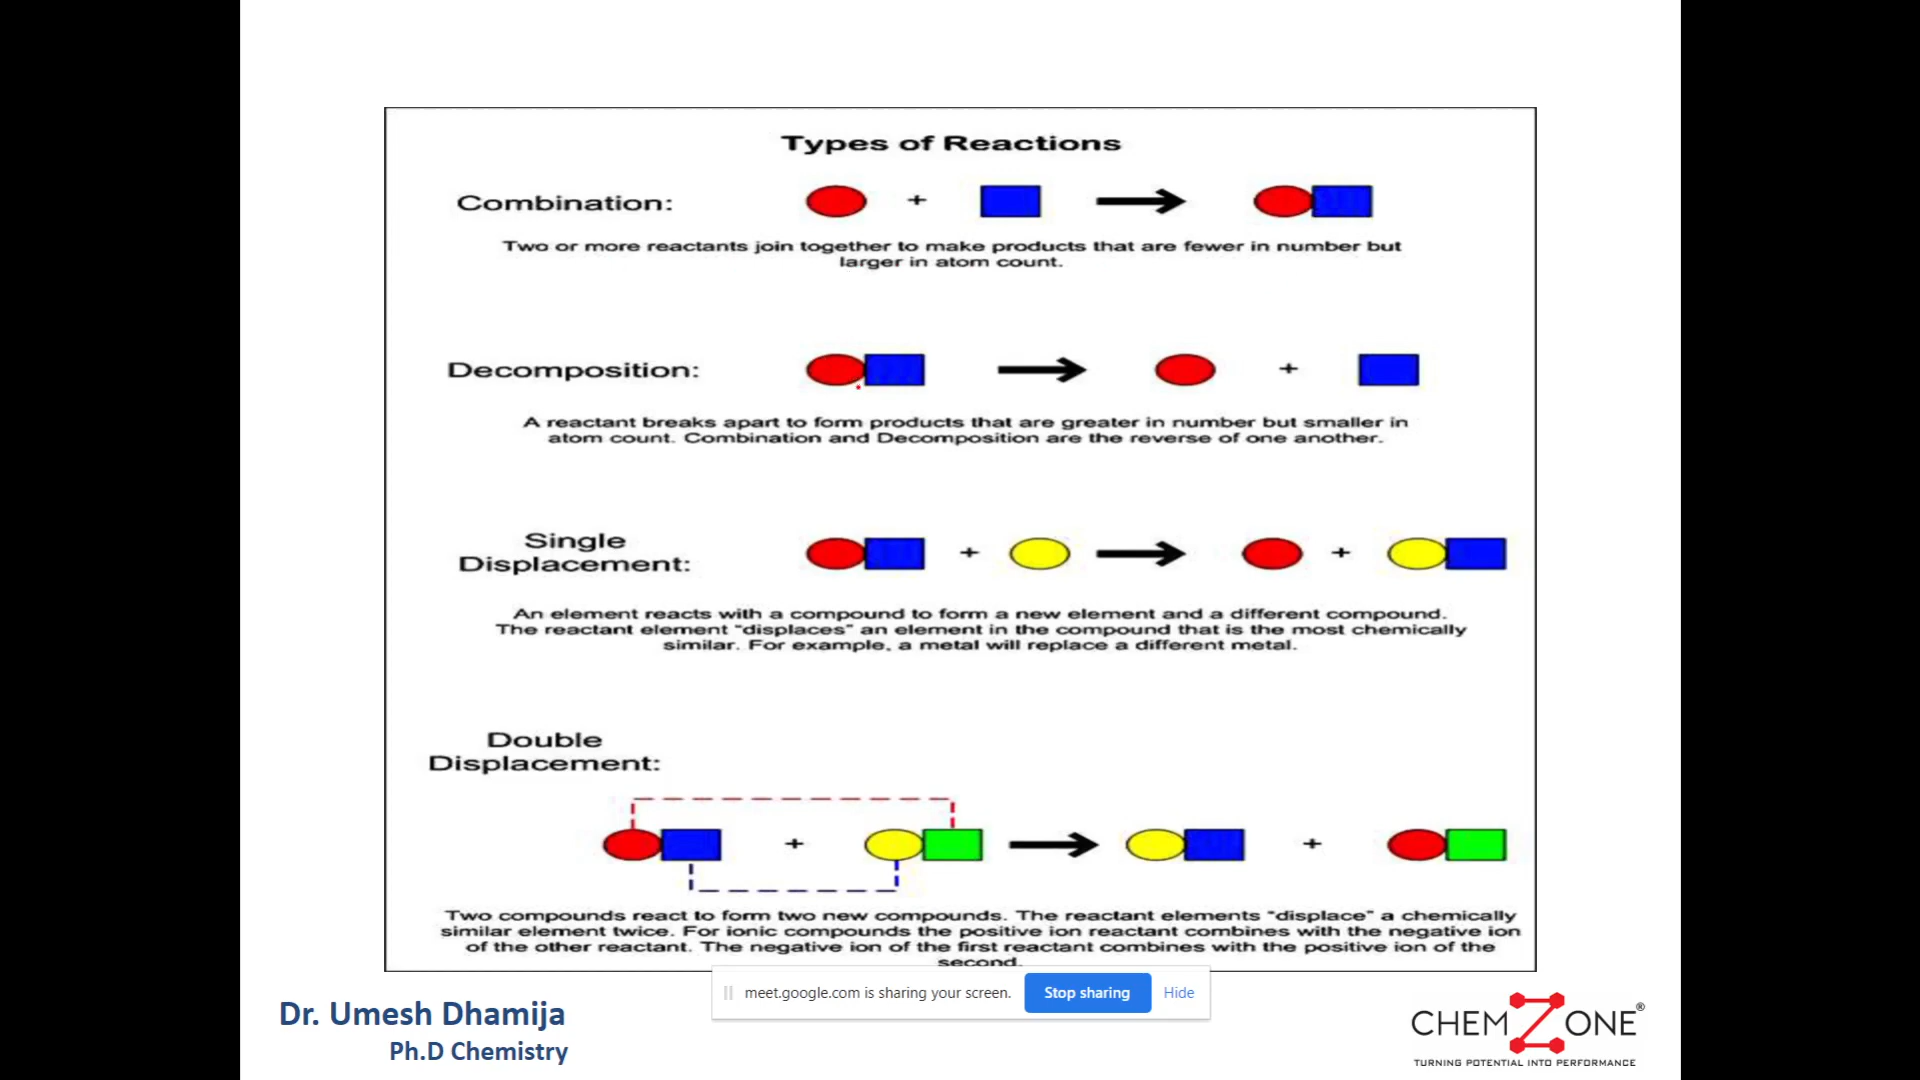 Types of Reactions
Combination:
+
Two or more reactants join together to make products that are fewer in number but
larger in atom count.
Decomposition:
+
A reactant breaks apart to form products that are greater in number but smaller in
atom count. Combination and Decomposition are the reverse of one another.
Single
Displacement:
+ +
An element reacts with a compound to form a new element and a different compound.
The reactant element "displaces" an element in the compound that is the most chemically
similar. For example, a metal will replace a different metal.
Double
Displacement:
+ +
Two compounds react to form two new compounds. The reactant elements "displace" a chemically
similar element twice. For ionic compounds the positive ion reactant combines with the negative ion
of the other reactant. The negative ion of the first reactant combines with the positive ion of the
second.
meet.google.com is sharing your screen. Stop sharing Hide
Dr. Umesh Dhamija
Ph.D Chemistry
CHEMZONE®
TURNING POTENTIAL INTO PERFORMANCE